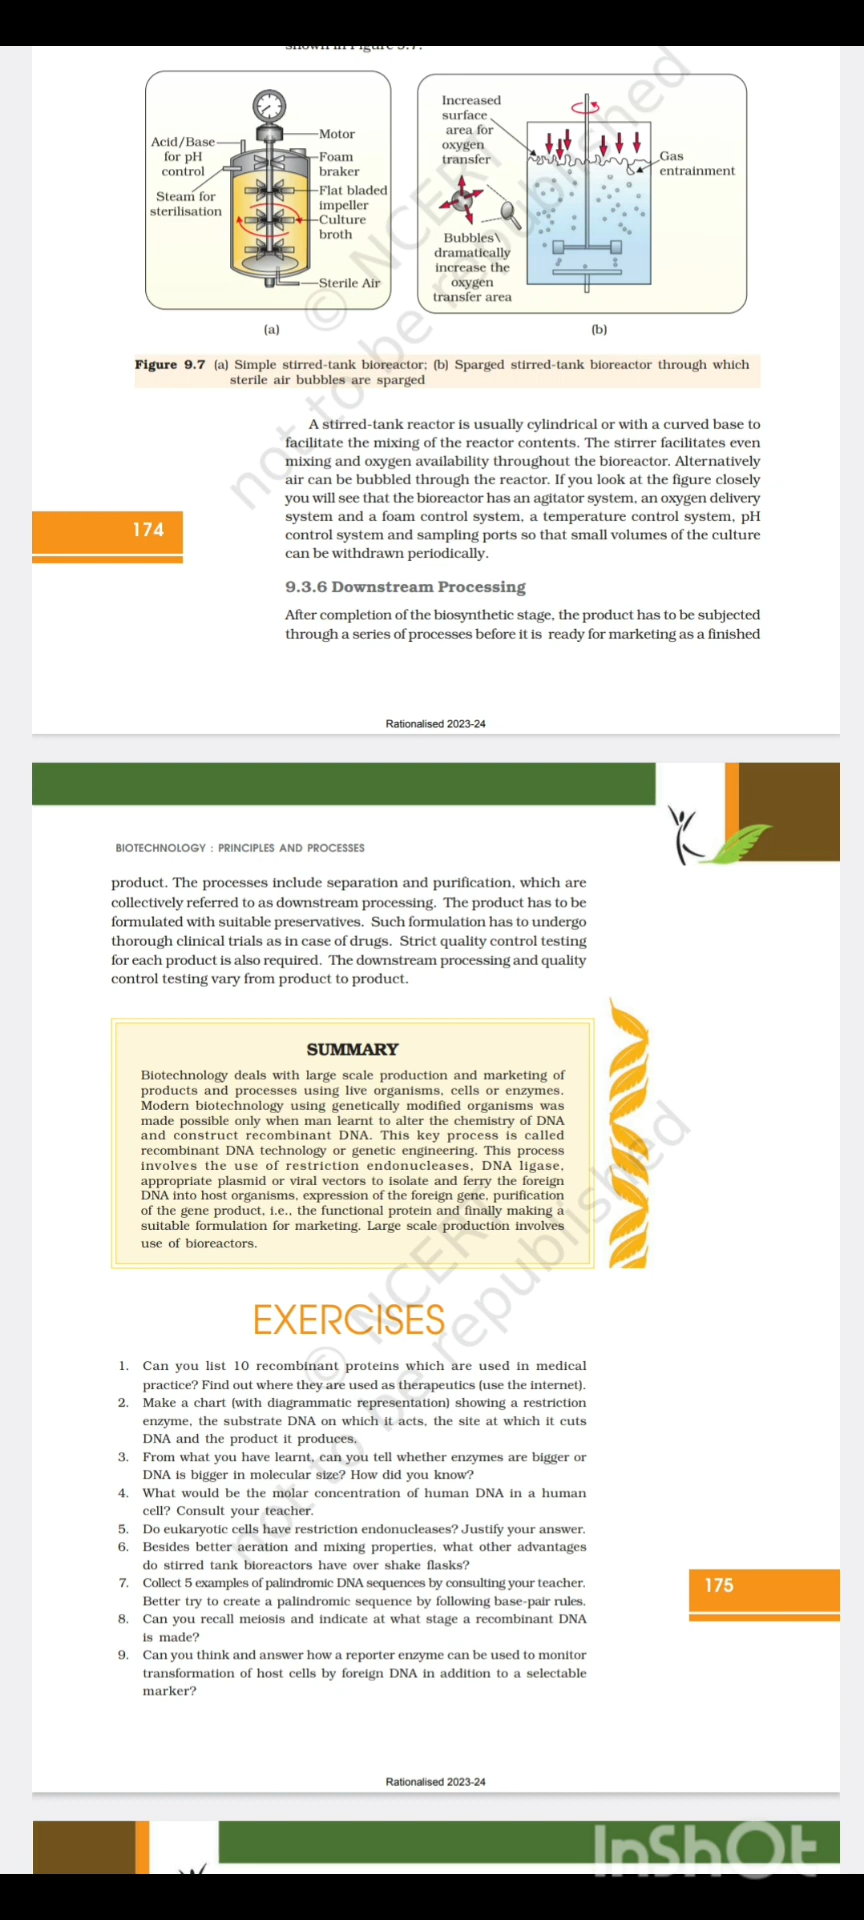 shown in Figure 9.7.
Acid/Base
for pH
control
Steam for
sterilisation
Motor
Foam
braker
Flat bladed
impeller
Culture
broth
Sterile Air
(a)
Increased
surface
area for
oxygen
transfer
Bubbles\
dramatically
increase the
oxygen
transfer area
Gas
entrainment
(b)
Figure 9.7 (a) Simple stirred-tank bioreactor; (b) Sparged stirred-tank bioreactor through which
sterile air bubbles are sparged
A stirred-tank reactor is usually cylindrical or with a curved base to
facilitate the mixing of the reactor contents. The stirrer facilitates even
mixing and oxygen availability throughout the bioreactor. Alternatively
air can be bubbled through the reactor. If you look at the figure closely
you will see that the bioreactor has an agitator system, an oxygen delivery
system and a foam control system, a temperature control system, pH
control system and sampling ports so that small volumes of the culture
can be withdrawn periodically.
174
9.3.6 Downstream Processing
After completion of the biosynthetic stage, the product has to be subjected
through a series of processes before it is ready for marketing as a finished
© NCERT
not to be republished
Rationalised 2023-24
BIOTECHNOLOGY : PRINCIPLES AND PROCESSES
product. The processes include separation and purification, which are
collectively referred to as downstream processing. The product has to be
formulated with suitable preservatives. Such formulation has to undergo
thorough clinical trials as in case of drugs. Strict quality control testing
for each product is also required. The downstream processing and quality
control testing vary from product to product.
SUMMARY
Biotechnology deals with large scale production and marketing of
products and processes using live organisms, cells or enzymes.
Modern biotechnology using genetically modified organisms was
made possible only when man learnt to alter the chemistry of DNA
and construct recombinant DNA. This key process is called
recombinant DNA technology or genetic engineering. This process
involves the use of restriction endonucleases, DNA ligase,
appropriate plasmid or viral vectors to isolate and ferry the foreign
DNA into host organisms, expression of the foreign gene, purification
of the gene product, i.e., the functional protein and finally making a
suitable formulation for marketing. Large scale production involves
use of bioreactors.
EXERCISES
1. Can you list 10 recombinant proteins which are used in medical
practice? Find out where they are used as therapeutics (use the internet).
2. Make a chart (with diagrammatic representation) showing a restriction
enzyme, the substrate DNA on which it acts, the site at which it cuts
DNA and the product it produces.
3. From what you have learnt, can you tell whether enzymes are bigger or
DNA is bigger in molecular size? How did you know?
4. What would be the molar concentration of human DNA in a human
cell? Consult your teacher.
5. Do eukaryotic cells have restriction endonucleases? Justify your answer.
6. Besides better aeration and mixing properties, what other advantages
do stirred tank bioreactors have over shake flasks?
7. Collect 5 examples of palindromic DNA sequences by consulting your teacher.
Better try to create a palindromic sequence by following base-pair rules.
8. Can you recall meiosis and indicate at what stage a recombinant DNA
is made?
9. Can you think and answer how a reporter enzyme can be used to monitor
transformation of host cells by foreign DNA in addition to a selectable
marker?
175
© NCERT
not to be republished
Rationalised 2023-24
InShOt